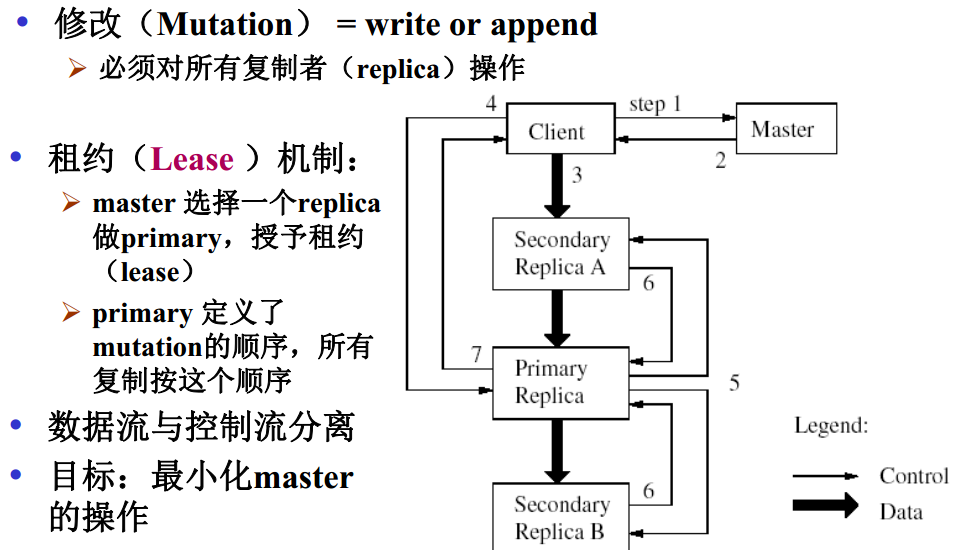 修改（Mutation） = write or append
必须对所有复制者（replica）操作
租约（Lease ）机制：
master 选择一个replica
做primary，授予租约
（lease）
primary 定义了
mutation的顺序，所有
复制按这个顺序
数据流与控制流分离
目标：最小化master
的操作
4
step 1
Client
Master
2
3
Secondary
Replica A
6
7
Primary
Replica
5
6
Secondary
Replica B
Legend:
Control
Data